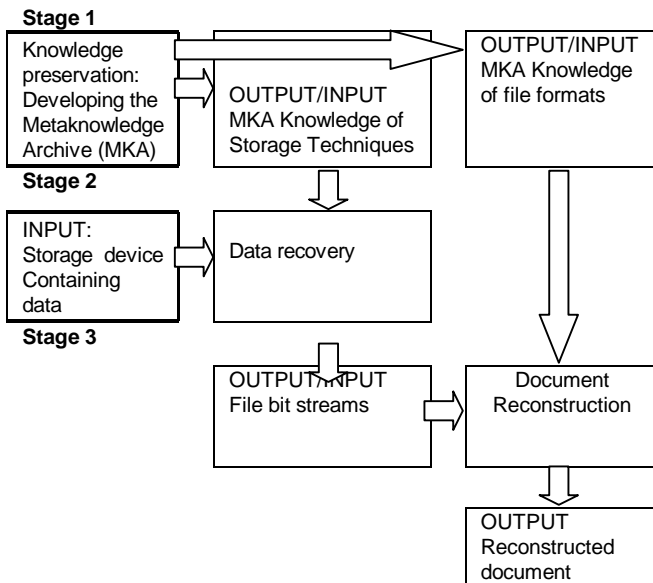 Stage 1
Knowledge
preservation:
Developing the
Metaknowledge
Archive (MKA)
OUTPUT/INPUT
MKA Knowledge of
Storage Techniques
OUTPUT/INPUT
MKA Knowledge
of file formats
Stage 2
INPUT:
Storage device
Containing
data
Data recovery
Stage 3
OUTPUT/INPUT
File bit streams
Document
Reconstruction
OUTPUT
Reconstructed
document